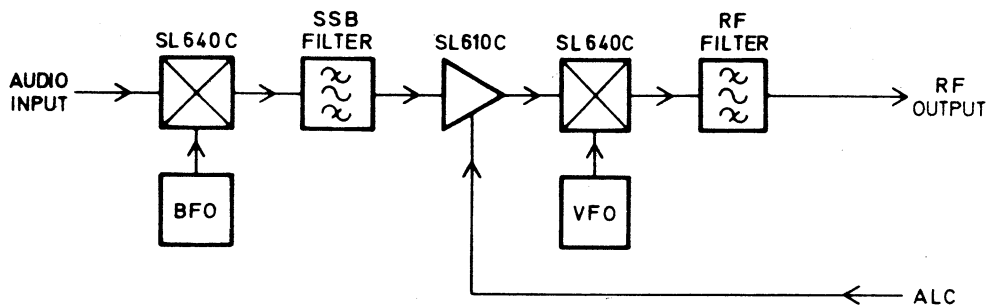 SSB
FILTER
RF
FILTER
SL640C
SL610C
SL640C
AUDIO
INPUT
RF
OUTPUT
BFO
VFO
ALC